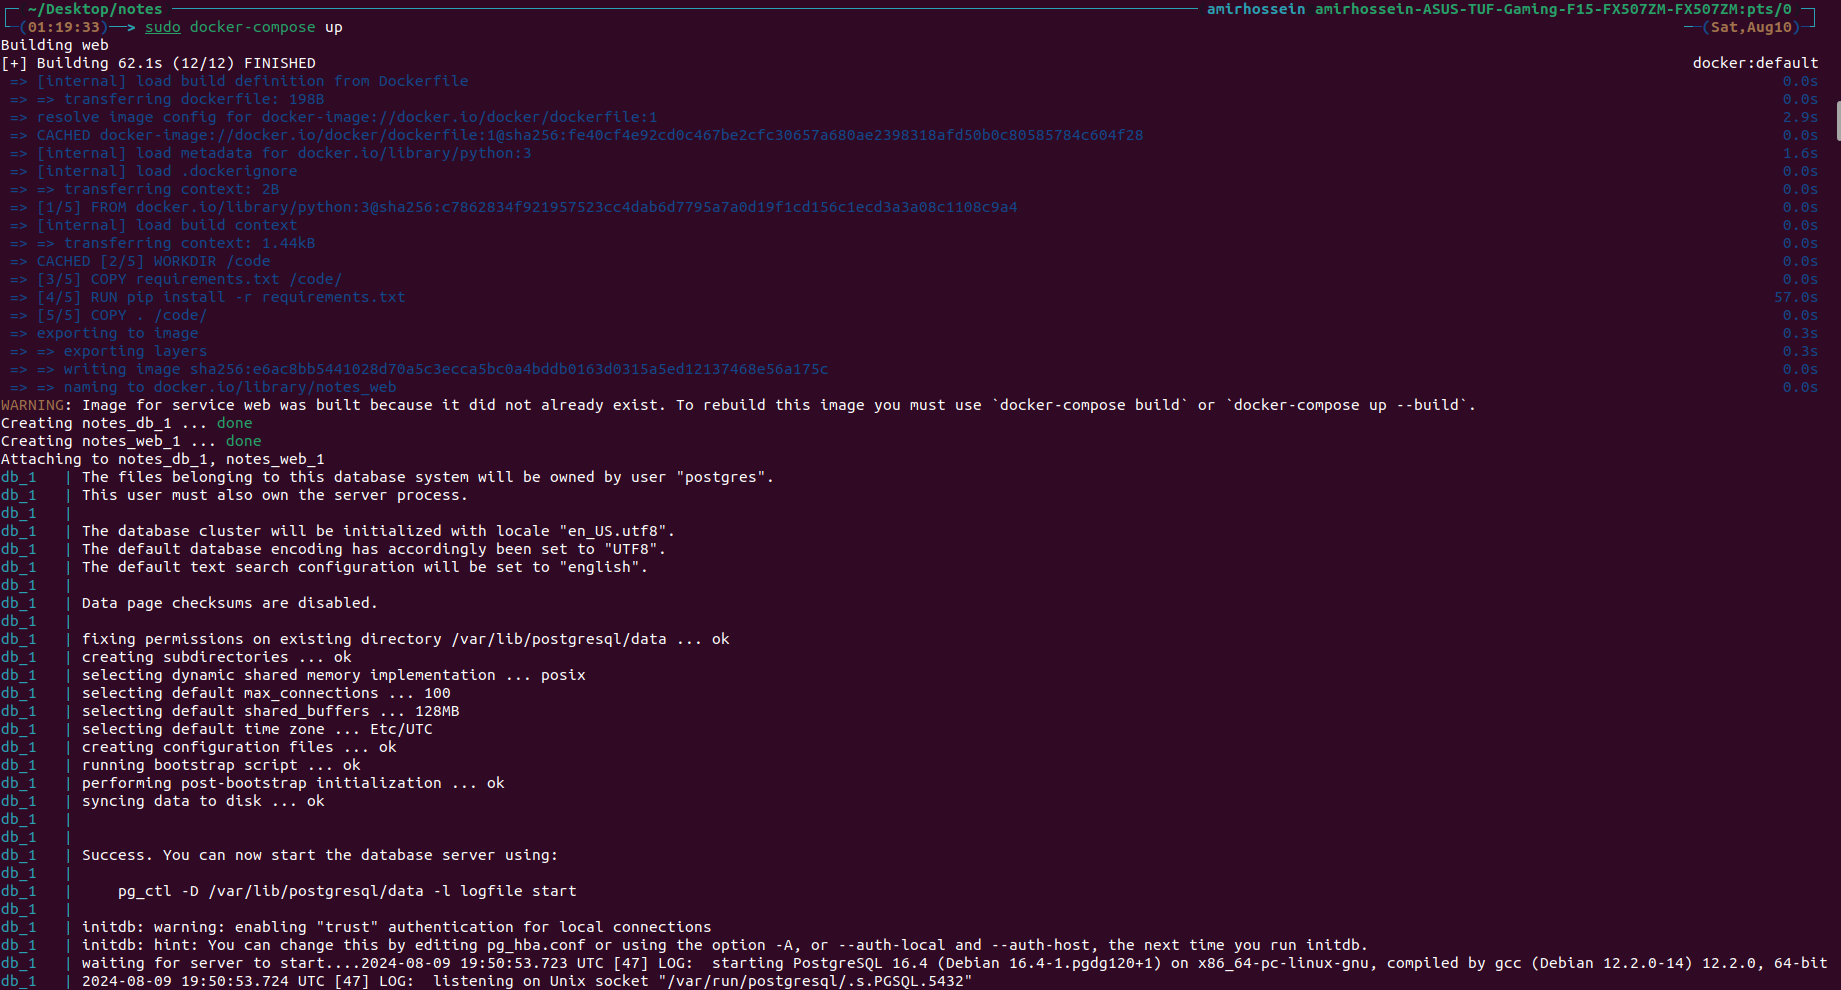 ~/Desktop/notes amirhossein amirhossein-ASUS-TUF-Gaming-F15-FX507ZM-FX507ZM:pts/0
(01:19:33)──> sudo docker-compose up (Sat,Aug10)
Building web
[+] Building 62.1s (12/12) FINISHED docker:default
=> [internal] load build definition from Dockerfile 0.0s
=> => transferring dockerfile: 198B 0.0s
=> resolve image config for docker-image://docker.io/docker/dockerfile:1 2.9s
=> CACHED docker-image://docker.io/docker/dockerfile:1@sha256:fe40cf4e92cd0c467be2cfc30657a680ae2398318afd50b0c80585784c604f28 0.0s
=> [internal] load metadata for docker.io/library/python:3 1.6s
=> [internal] load .dockerignore 0.0s
=> => transferring context: 2B 0.0s
=> [1/5] FROM docker.io/library/python:3@sha256:c7862834f921957523cc4dab6d7795a7a0d19f1cd156c1ecd3a3a08c1108c9a4 0.0s
=> [internal] load build context 0.0s
=> => transferring context: 1.44kB 0.0s
=> CACHED [2/5] WORKDIR /code 0.0s
=> [3/5] COPY requirements.txt /code/ 0.0s
=> [4/5] RUN pip install -r requirements.txt 57.0s
=> [5/5] COPY . /code/ 0.0s
=> exporting to image 0.3s
=> => exporting layers 0.3s
=> => writing image sha256:e6ac8bb5441028d70a5c3ecca5bc0a4bddb0163d0315a5ed12137468e56a175c 0.0s
=> => naming to docker.io/library/notes_web 0.0s
WARNING: Image for service web was built because it did not already exist. To rebuild this image you must use `docker-compose build` or `docker-compose up --build`.
Creating notes_db_1 ... done
Creating notes_web_1 ... done
Attaching to notes_db_1, notes_web_1
db_1 | The files belonging to this database system will be owned by user "postgres".
db_1 | This user must also own the server process.
db_1 |
db_1 | The database cluster will be initialized with locale "en_US.utf8".
db_1 | The default database encoding has accordingly been set to "UTF8".
db_1 | The default text search configuration will be set to "english".
db_1 |
db_1 | Data page checksums are disabled.
db_1 |
db_1 | fixing permissions on existing directory /var/lib/postgresql/data ... ok
db_1 | creating subdirectories ... ok
db_1 | selecting dynamic shared memory implementation ... posix
db_1 | selecting default max_connections ... 100
db_1 | selecting default shared_buffers ... 128MB
db_1 | selecting default time zone ... Etc/UTC
db_1 | creating configuration files ... ok
db_1 | running bootstrap script ... ok
db_1 | performing post-bootstrap initialization ... ok
db_1 | syncing data to disk ... ok
db_1 |
db_1 |
db_1 | Success. You can now start the database server using:
db_1 |
db_1 | pg_ctl -D /var/lib/postgresql/data -l logfile start
db_1 |
db_1 | initdb: warning: enabling "trust" authentication for local connections
db_1 | initdb: hint: You can change this by editing pg_hba.conf or using the option -A, or --auth-local and --auth-host, the next time you run initdb.
db_1 | waiting for server to start....2024-08-09 19:50:53.723 UTC [47] LOG:  starting PostgreSQL 16.4 (Debian 16.4-1.pgdg120+1) on x86_64-pc-linux-gnu, compiled by gcc (Debian 12.2.0-14) 12.2.0, 64-bit
db_1 | 2024-08-09 19:50:53.724 UTC [47] LOG:  listening on Unix socket "/var/run/postgresql/.s.PGSQL.5432"